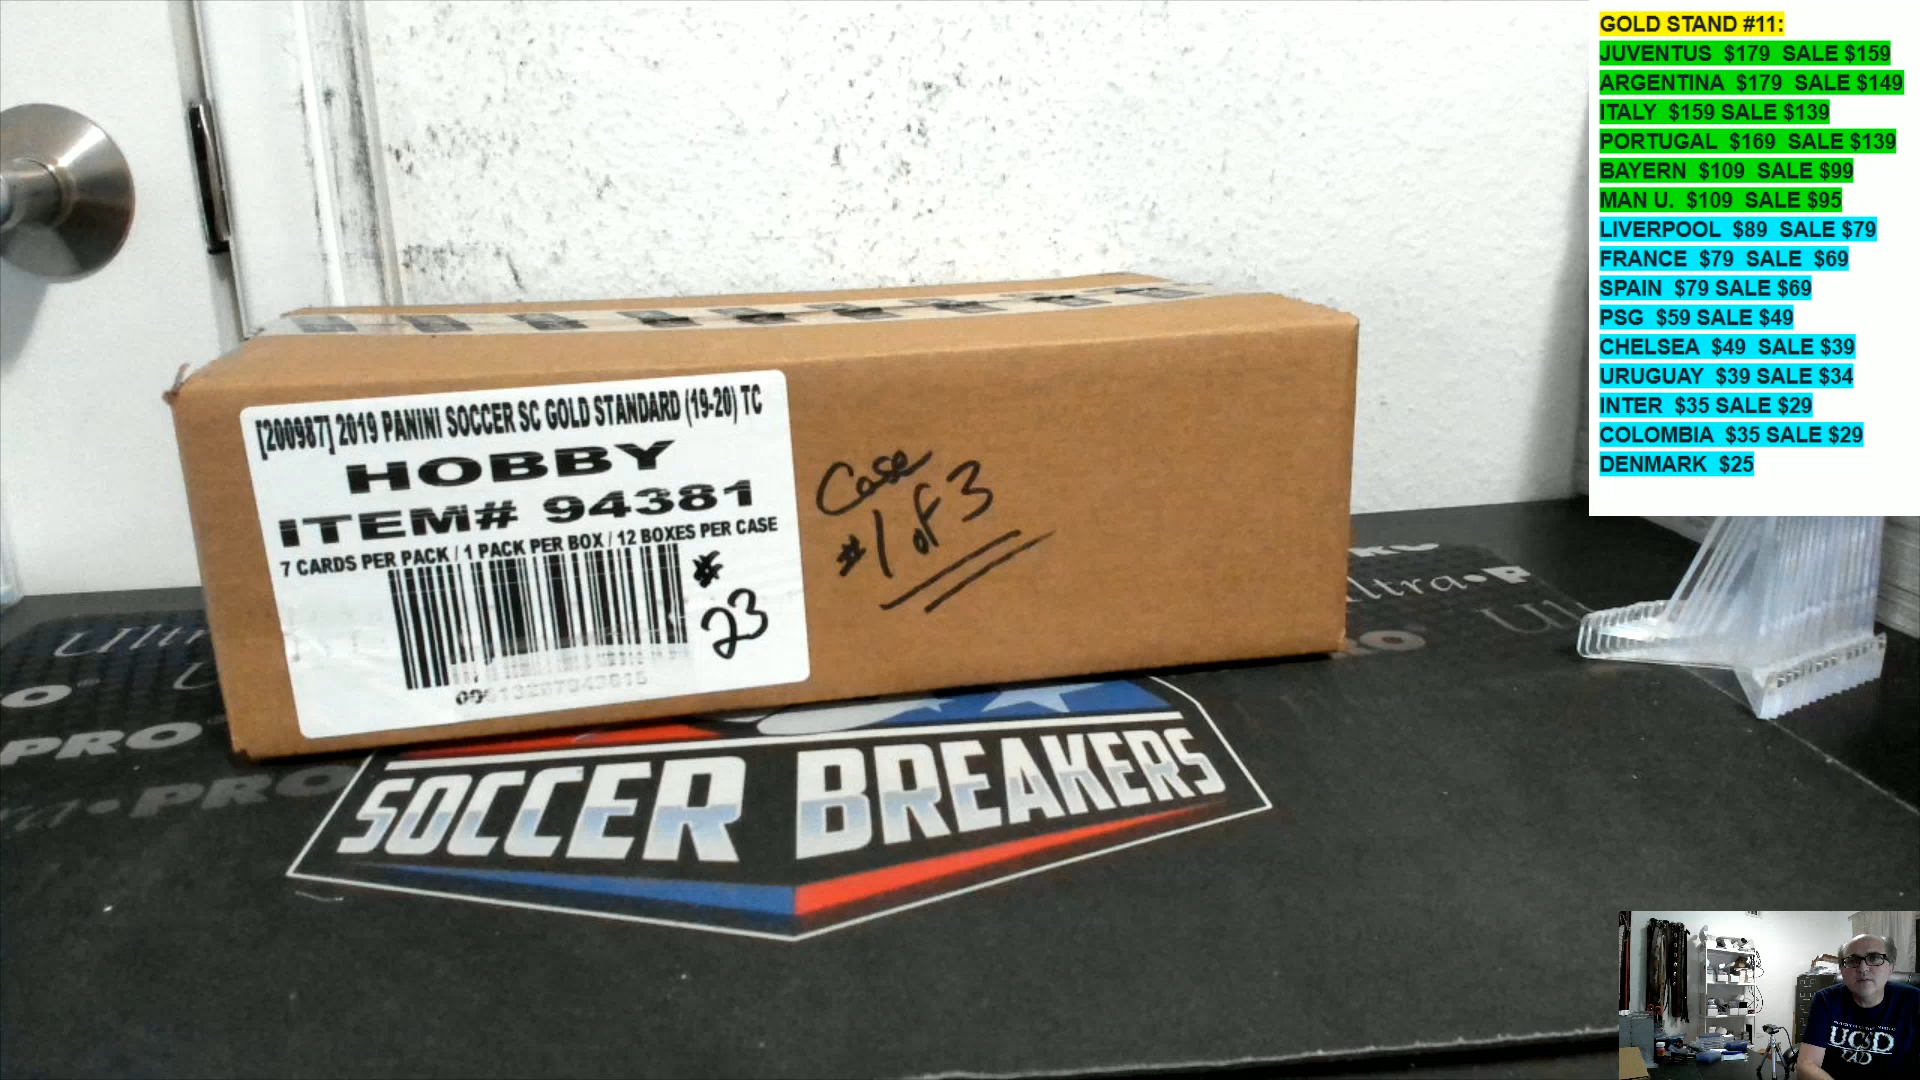 GOLD STAND #11:
JUVENTUS $179 SALE $159
ARGENTINA $179 SALE $149
ITALY $159 SALE $139
PORTUGAL $169 SALE $139
BAYERN $109 SALE $99
MAN U. $109 SALE $95
LIVERPOOL $89 SALE $79
FRANCE $79 SALE $69
SPAIN $79 SALE $69
PSG $59 SALE $49
CHELSEA $49 SALE $39
URUGUAY $39 SALE $34
INTER $35 SALE $29
COLOMBIA $35 SALE $29
DENMARK $25
[200987] 2019 PANINI SOCCER SC GOLD STANDARD (19-20) TC
HOBBY
ITEM# 94381
7 CARDS PER PACK / 1 PACK PER BOX / 12 BOXES PER CASE
23
Case
#1 of 3
PRO
PRO
SOCCER BREAKERS
UCSD